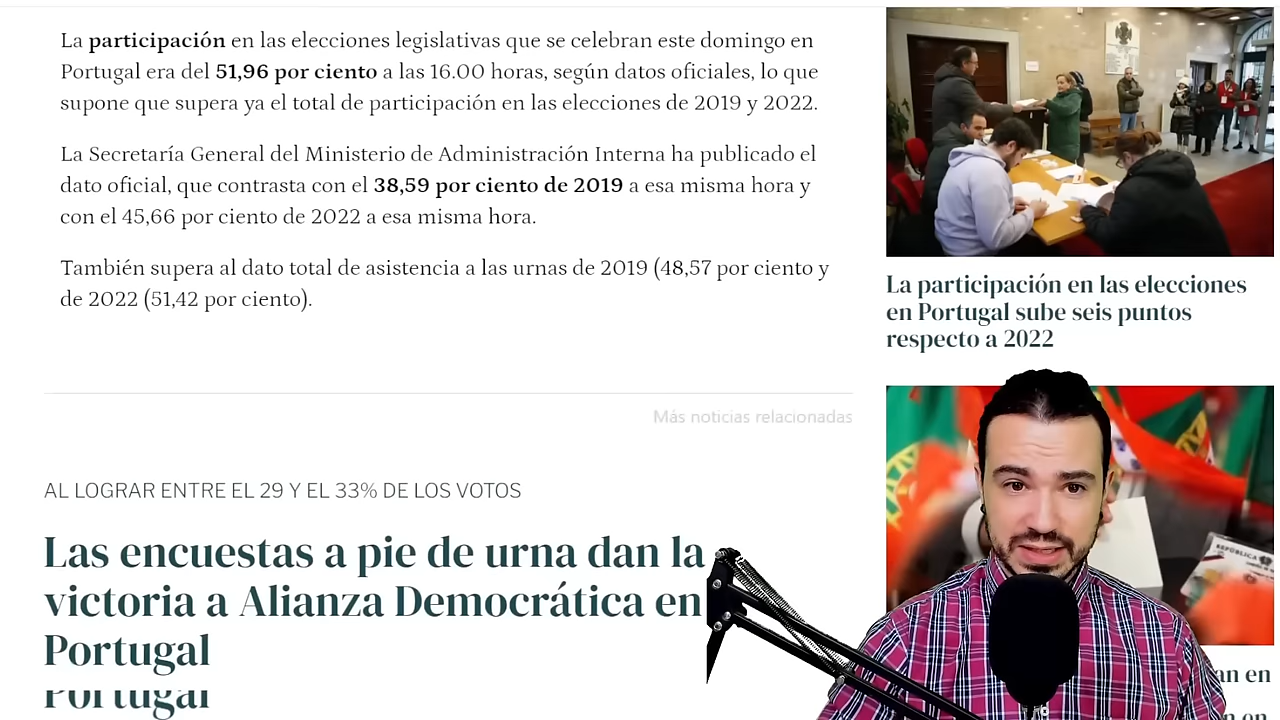 La participación en las elecciones legislativas que se celebran este domingo en
Portugal era del 51,96 por ciento a las 16.00 horas, según datos oficiales, lo que
supone que supera ya el total de participación en las elecciones de 2019 y 2022.
La Secretaría General del Ministerio de Administración Interna ha publicado el
dato oficial, que contrasta con el 38,59 por ciento de 2019 a esa misma hora y
con el 45,66 por ciento de 2022 a esa misma hora.
También supera al dato total de asistencia a las urnas de 2019 (48,57 por ciento y
de 2022 (51,42 por ciento).
Más noticias relacionadas
AL LOGRAR ENTRE EL 29 Y EL 33% DE LOS VOTOS
Las encuestas a pie de urna dan la
victoria a Alianza Democrática en
Portugal
Portugal
La participación en las elecciones
en Portugal sube seis puntos
respecto a 2022
REPÚBLICA
en
en